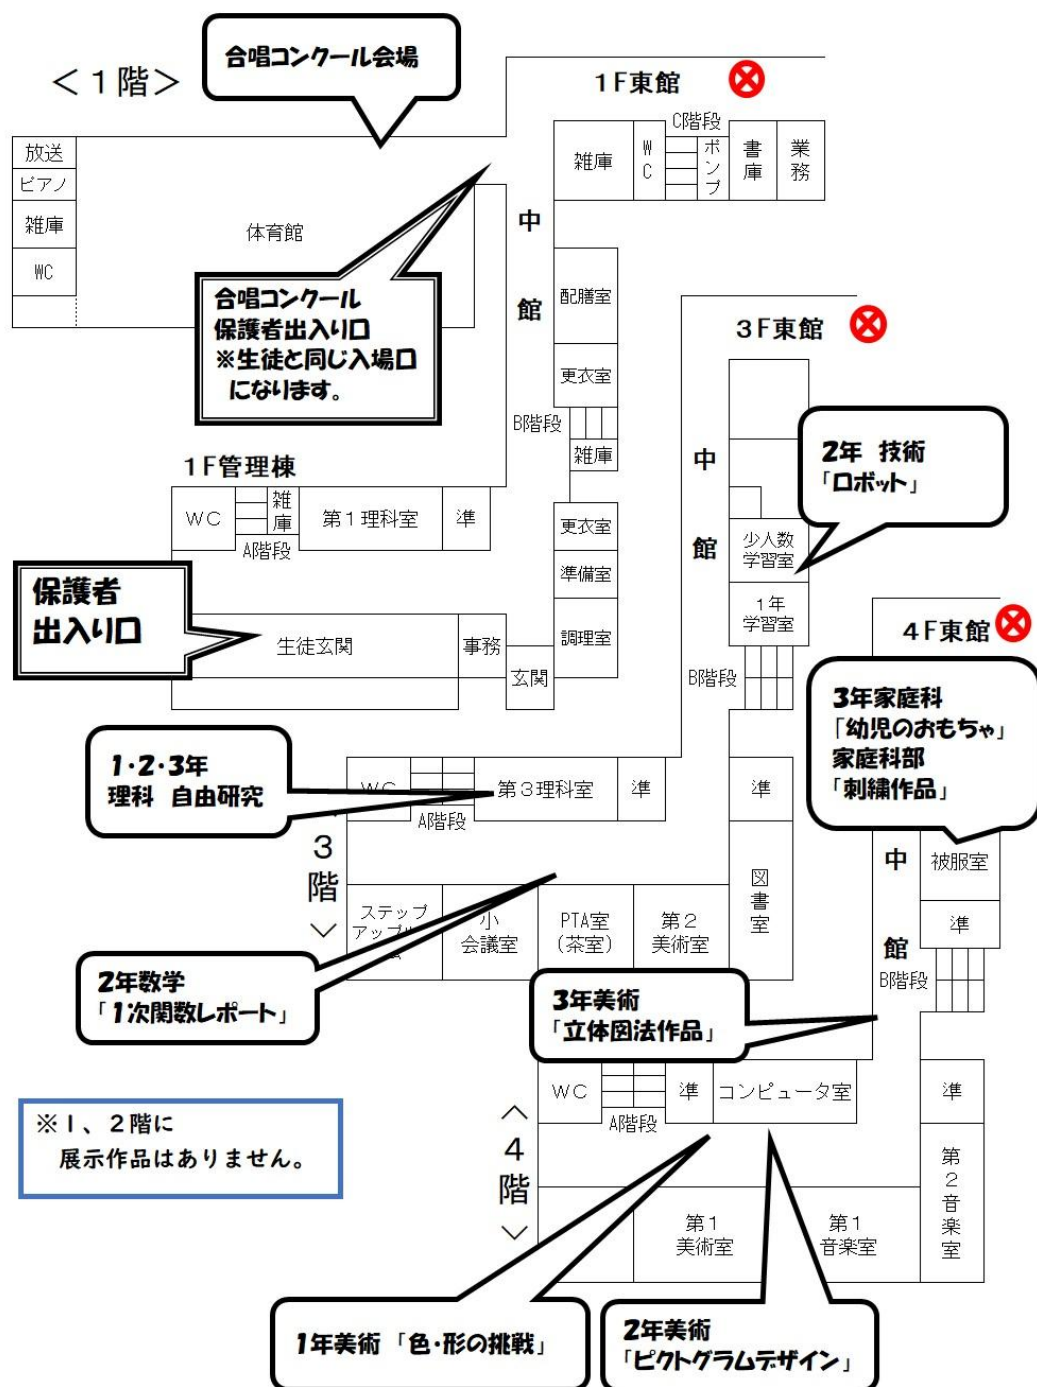 合唱コンクール会場
＜１階＞
１F東館
C階段
放送
ピアノ
雑庫
WC
体育館
雑庫
WC
ポンプ
書庫
業務
中館
合唱コンクール
保護者出入り口
※生徒と同じ入場口
になります。
配膳室
更衣室
B階段
雑庫
更衣室
準備室
調理室
１F管理棟
WC
雑庫
第１理科室
準
A階段
保護者
出入り口
生徒玄関
事務
玄関
３F東館
中館
2年 技術
「ロボット」
少人数
学習室
１年
学習室
B階段
1・2・3年
理科 自由研究
WC
A階段
第３理科室
準
準
＜３階＞
図書室
ステップ
小
会議室
PTA室
(茶室)
第２
美術室
2年数学
「１次関数レポート」
４F東館
3年家庭科
「幼児のおもちゃ」
家庭科部
「刺繍作品」
中館
被服室
準
B階段
3年美術
「立体図法作品」
WC
A階段
準
コンピュータ室
準
＜４階＞
第２音楽室
第１
美術室
第１
音楽室
※１、２階に
展示作品はありません。
1年美術 「色・形の挑戦」
2年美術
「ピクトグラムデザイン」